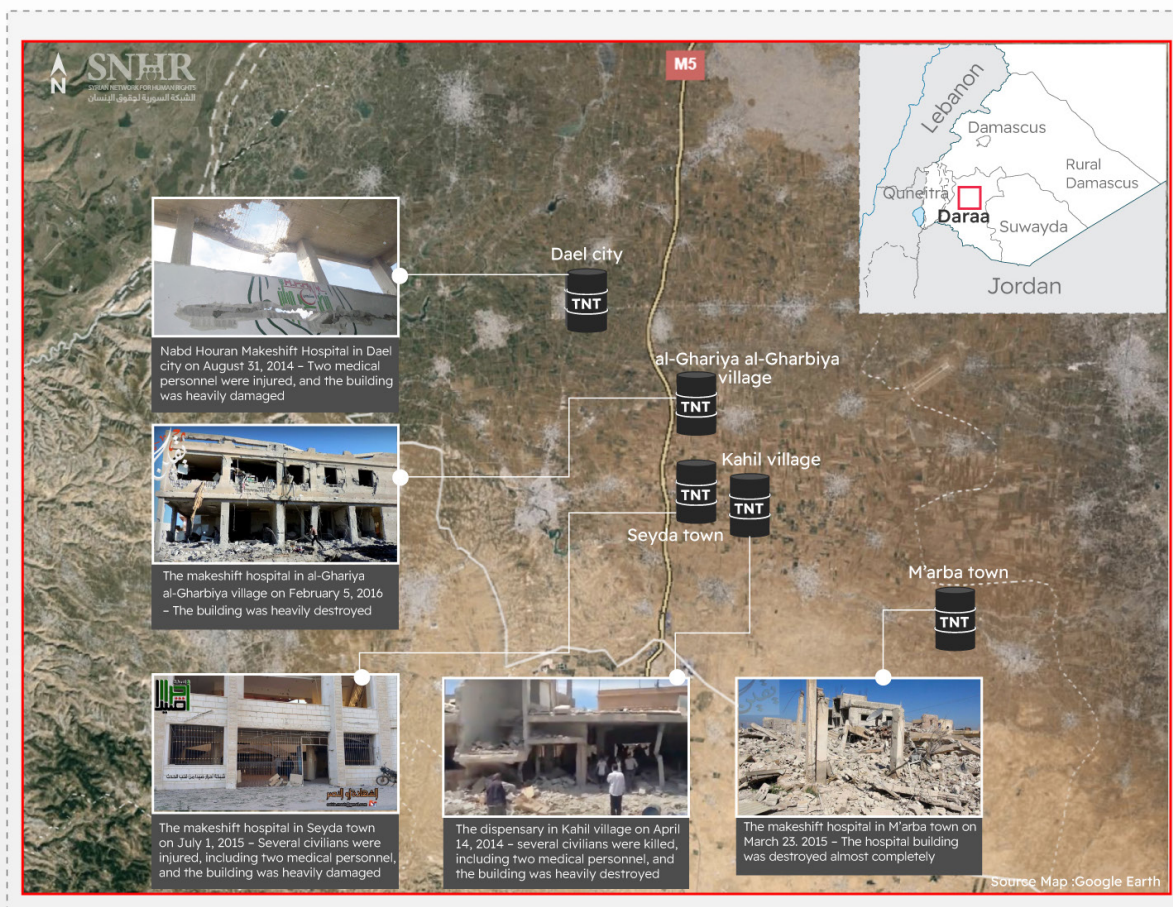 N
SNHR
SYRIAN NETWORK FOR HUMAN RIGHTS
الشبكة السورية لحقوق الإنسان
M5
Lebanon
Damascus
Rural
Damascus
Quneitra
Daraa
Suwayda
Jordan
Dael city
TNT
Nabd Houran Makeshift Hospital in Dael
city on August 31, 2014 – Two medical
personnel were injured, and the building
was heavily damaged
al-Ghariya al-Gharbiya
village
TNT
Kahil village
TNT
TNT
Seyda town
The makeshift hospital in al-Ghariya
al-Gharbiya village on February 5, 2016
– The building was heavily destroyed
M'arba town
TNT
The makeshift hospital in Seyda town
on July 1, 2015 – Several civilians were
injured, including two medical personnel,
and the building was heavily damaged
The dispensary in Kahil village on April
14, 2014 – several civilians were killed,
including two medical personnel, and
the building was heavily destroyed
The makeshift hospital in M'arba town on
March 23. 2015 – The hospital building
was destroyed almost completely
Source Map :Google Earth